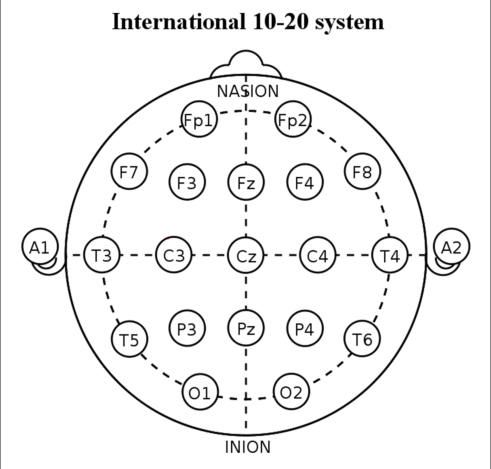 International 10-20 system
NASION
Fp1 Fp2
F7 F3 Fz F4 F8
A1 T3 C3 Cz C4 T4 A2
T5 P3 Pz P4 T6
O1 O2
INION